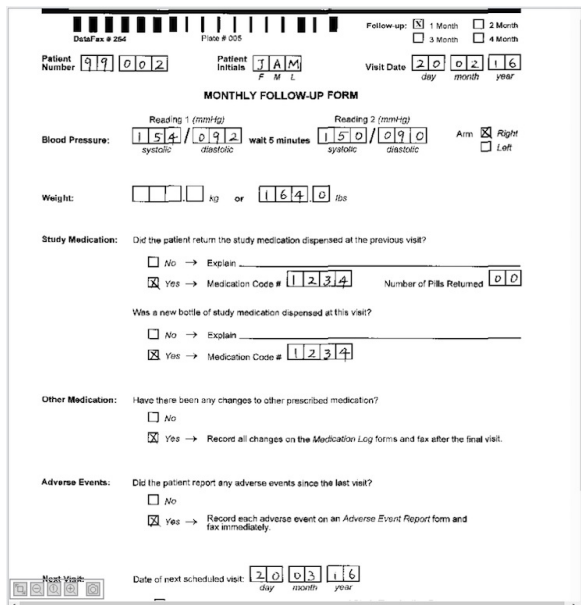 DataFax # 254 Plate # 005 Follow-up: ☒ 1 Month ☐ 2 Month
☐ 3 Month ☐ 4 Month
Patient Number 99 002 Patient Initials JAM Visit Date 20 02 16
F M L day month year
MONTHLY FOLLOW-UP FORM
Reading 1 (mmHg) Reading 2 (mmHg)
Blood Pressure: 154/092 wait 5 minutes 150/090 Arm ☒ Right
systolic diastolic systolic diastolic ☐ Left
Weight: kg or 164.0 lbs
Study Medication: Did the patient return the study medication dispensed at the previous visit?
☐ No → Explain
☒ Yes → Medication Code # 1234 Number of Pills Returned 00
Was a new bottle of study medication dispensed at this visit?
☐ No → Explain
☒ Yes → Medication Code # 1234
Other Medication: Have there been any changes to other prescribed medication?
☐ No
☒ Yes → Record all changes on the Medication Log forms and fax after the final visit.
Adverse Events: Did the patient report any adverse events since the last visit?
☐ No
☒ Yes → Record each adverse event on an Adverse Event Report form and
fax immediately.
Next Visit: Date of next scheduled visit: 20 03 16
day month year